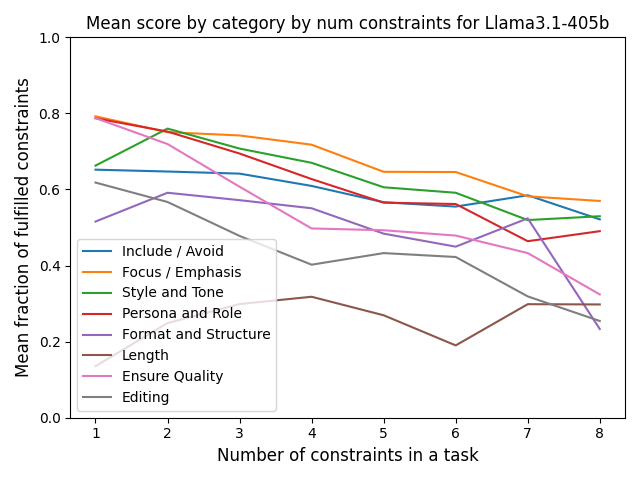 Mean score by category by num constraints for Llama3.1-405b
Mean fraction of fulfilled constraints
1.0
0.8
0.6
0.4
0.2
0.0
Include / Avoid
Focus / Emphasis
Style and Tone
Persona and Role
Format and Structure
Length
Ensure Quality
Editing
1 2 3 4 5 6 7 8
Number of constraints in a task